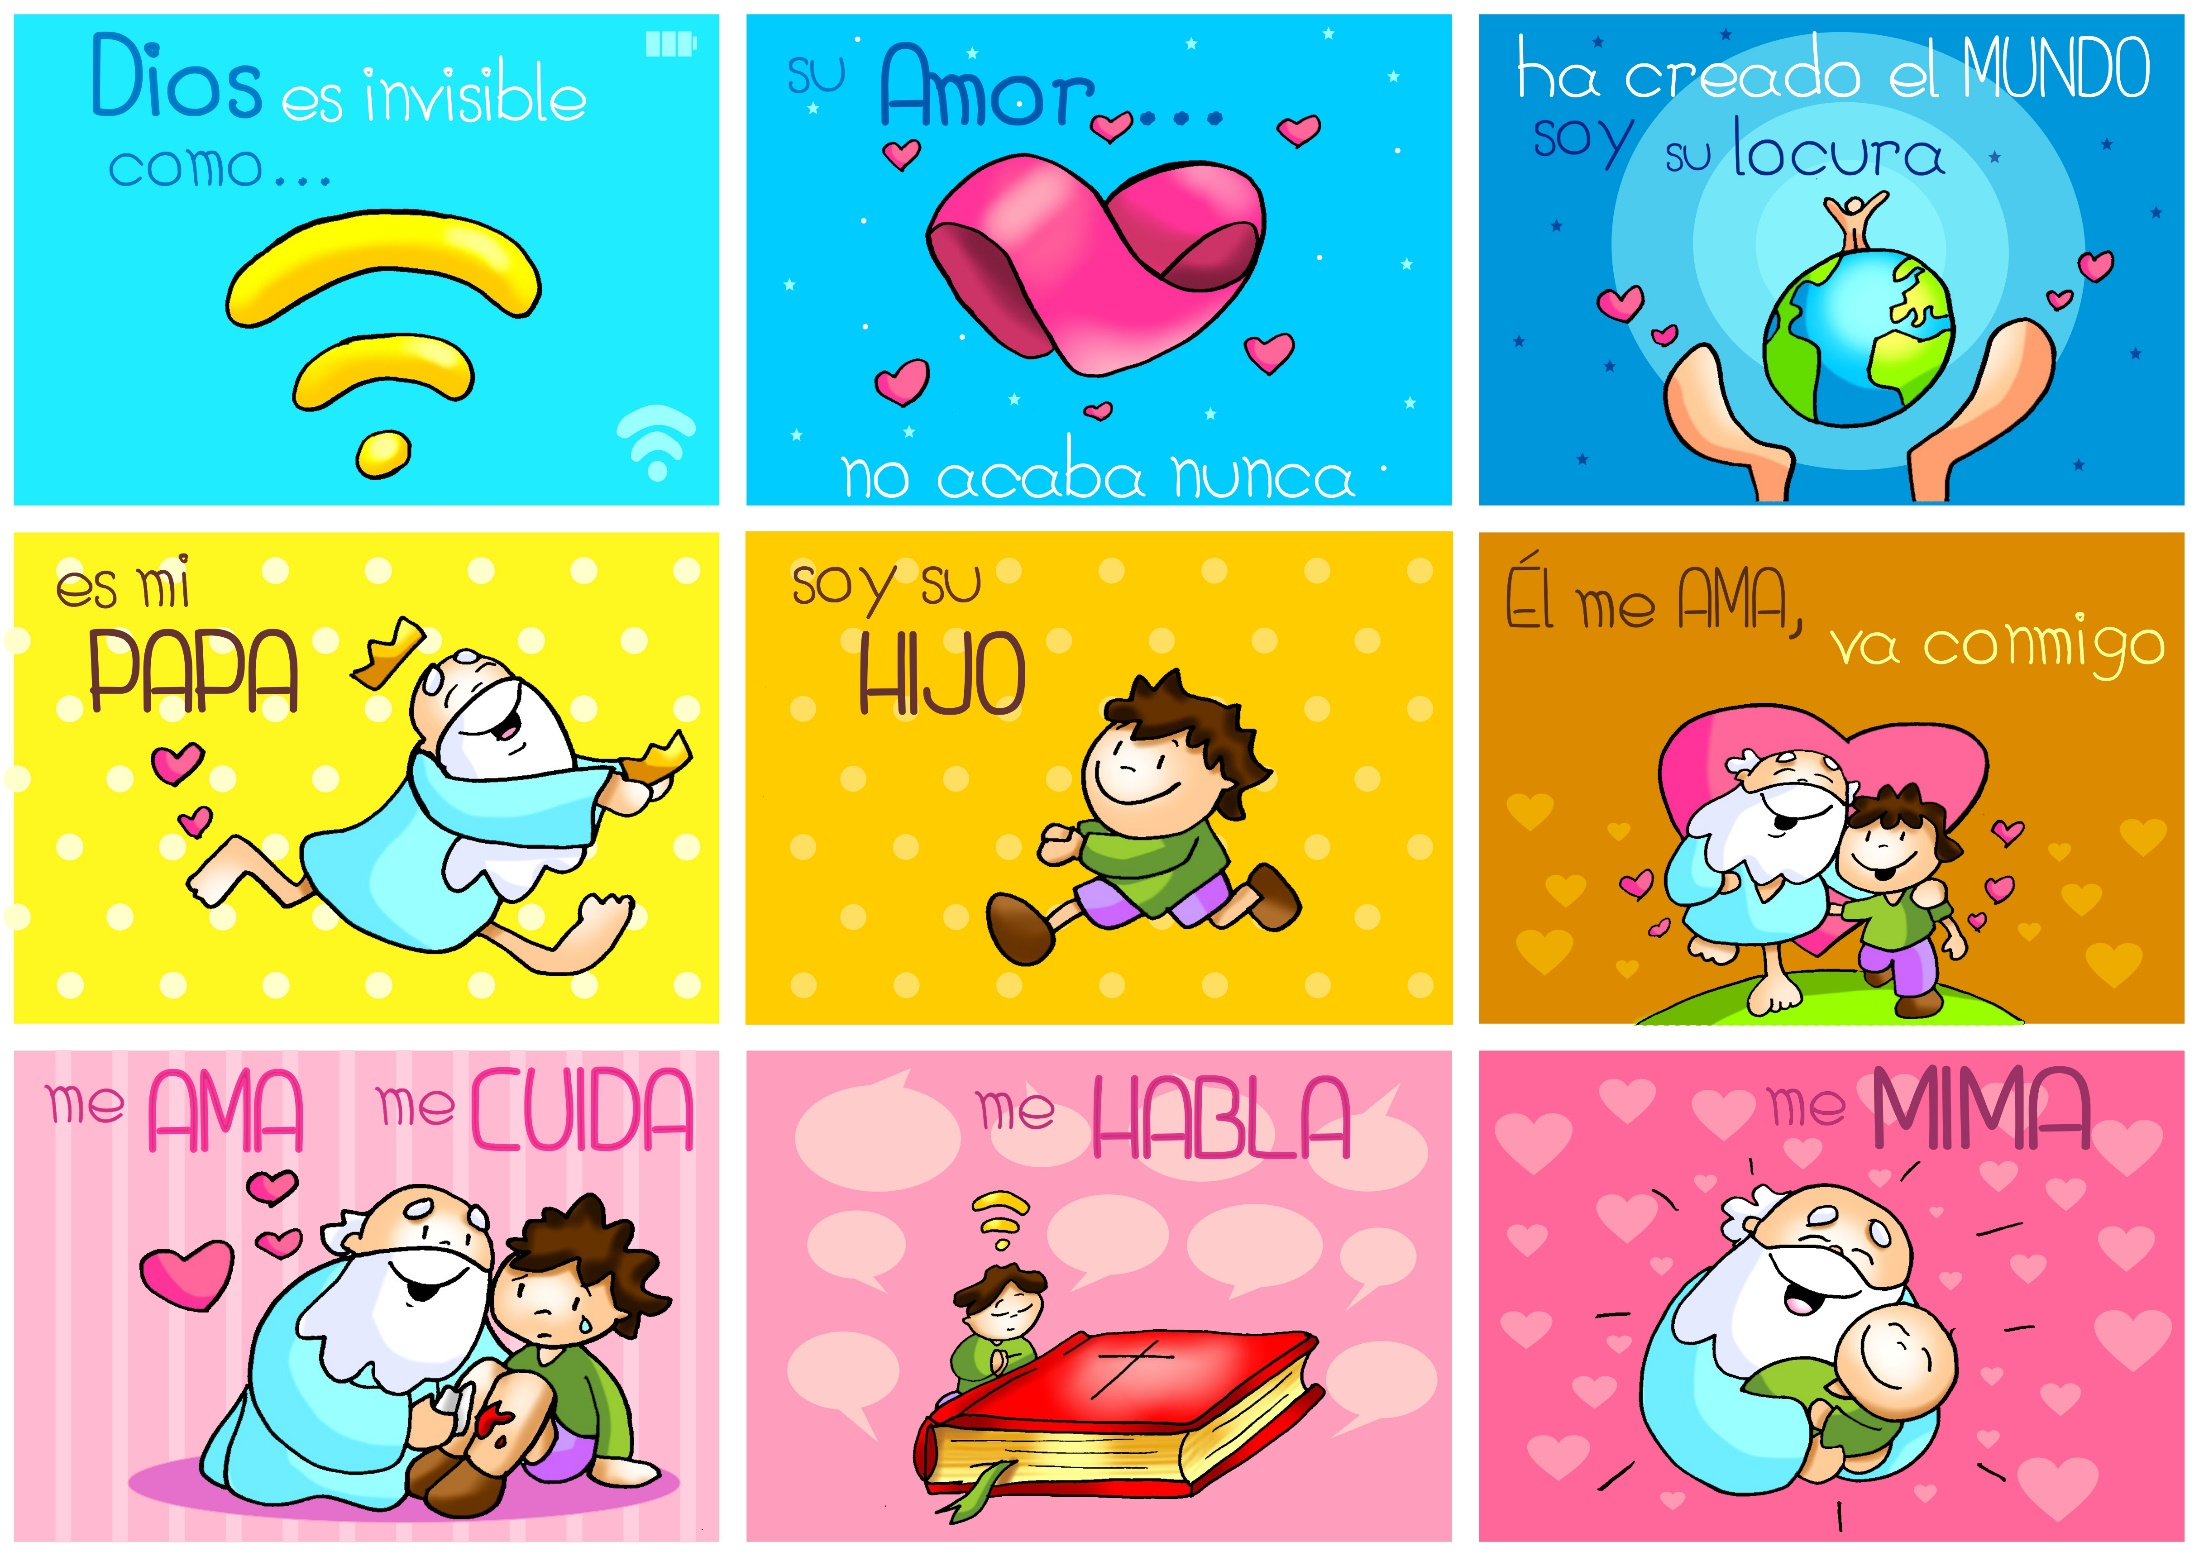 Dios es invisible
como...
su Amor...
no acaba nunca
ha creado el MUNDO
soy su locura
es mi
PAPA
soy su
HIJO
Él me AMA,
va conmigo
me AMA me CUIDA
me HABLA
me MIMA